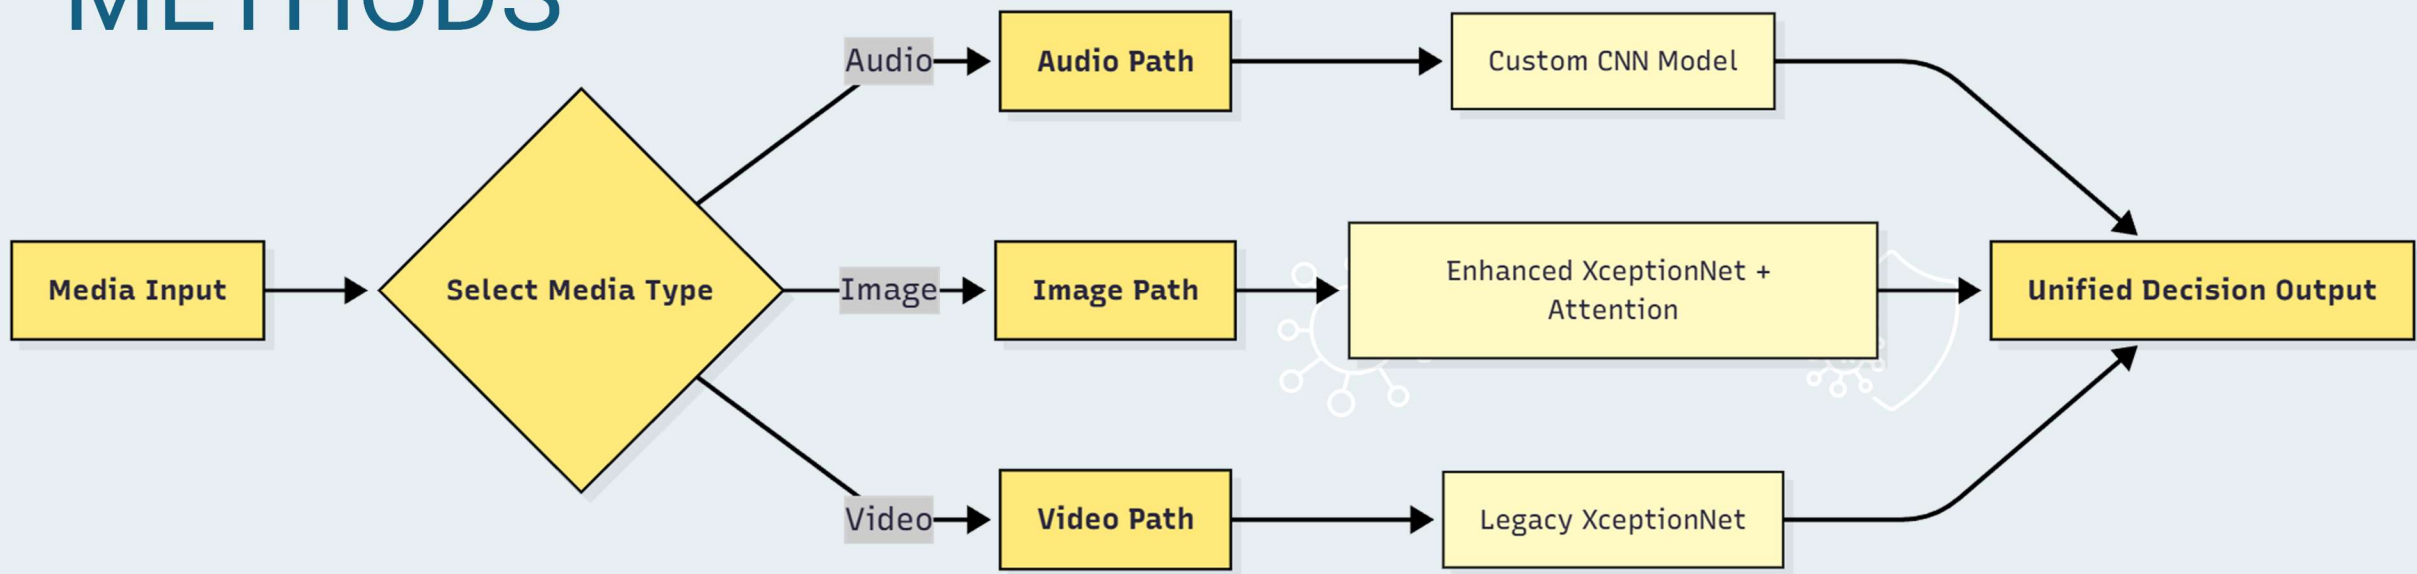 METHODS
Media Input
Select Media Type
Audio
Audio Path
Custom CNN Model
Image
Image Path
Enhanced XceptionNet +
Attention
Video
Video Path
Legacy XceptionNet
Unified Decision Output